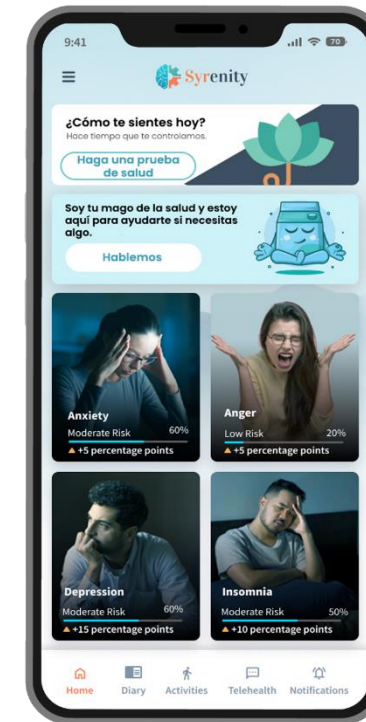 9:41
70
Syrenity
¿Cómo te sientes hoy?
Hace tiempo que te controlamos.
Haga una prueba
de salud
Soy tu mago de la salud y estoy
aquí para ayudarte si necesitas
algo.
Hablemos
Anxiety
Moderate Risk 60%
+5 percentage points
Anger
Low Risk 20%
+5 percentage points
Depression
Moderate Risk 60%
+15 percentage points
Insomnia
Moderate Risk 50%
+10 percentage points
Home Diary Activities Telehealth Notifications